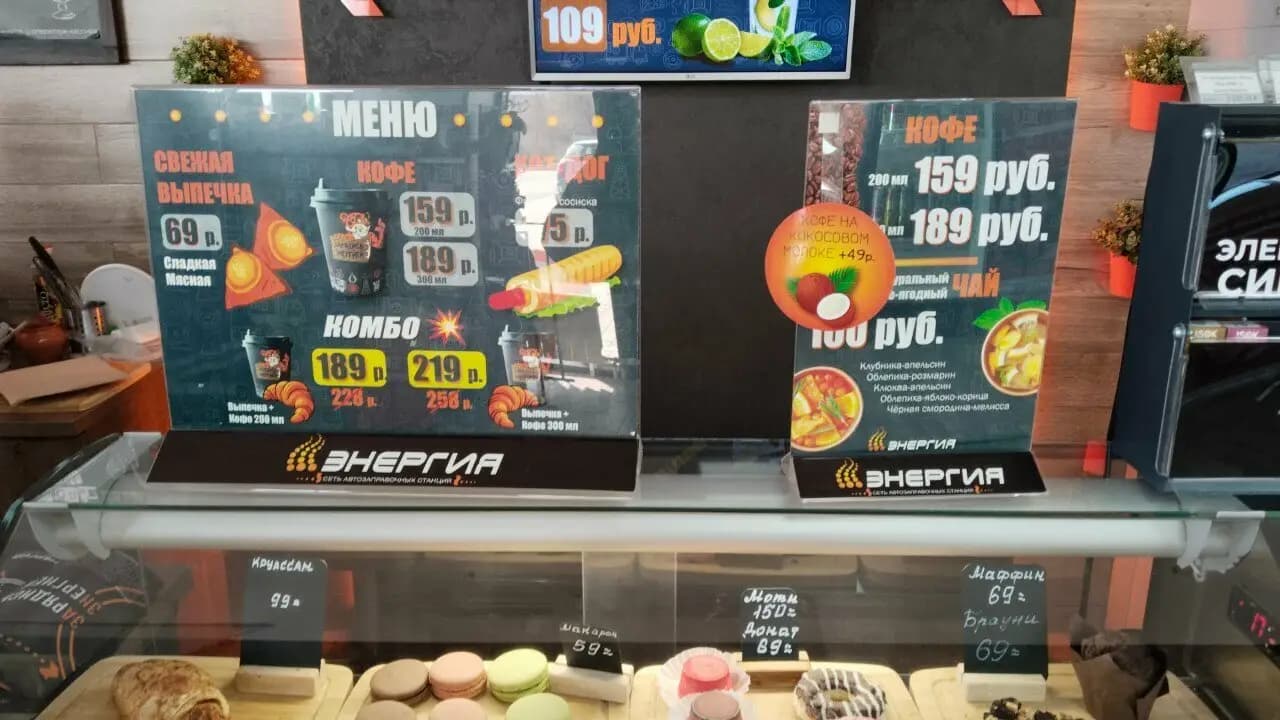 109 руб.
МЕНЮ
СВЕЖАЯ
ВЫПЕЧКА
69 р.
Сладкая
Мясная
КОФЕ
159 р.
200 мл
189 р.
300 мл
сосиска
КОМБО
189 р.
228 р.
219 р.
258 р.
Выпечка +
Кофе 200 мл
Выпечка +
Кофе 300 мл
ЭНЕРГИЯ
СЕТЬ АВТОЗАПРАВОЧНЫХ СТАНЦИЙ
КОФЕ
200 мл 159 руб.
мл 189 руб.
КОФЕ НА
КОКОСОВОМ
МОЛОКЕ +49р.
ЧАЙ
руб.
Клубника-апельсин
Облепиха-розмарин
Клюква-апельсин
Облепиха-яблоко-корица
Чёрная смородина-мелисса
ЭНЕРГИЯ
ЭНЕРГИЯ
СЕТЬ АВТОЗАПРАВОЧНЫХ СТАНЦИЙ
КРУАССАН
99=
Макарон
59=
Моти
150=
Донат
89=
Маффин
69=
Брауни
69=